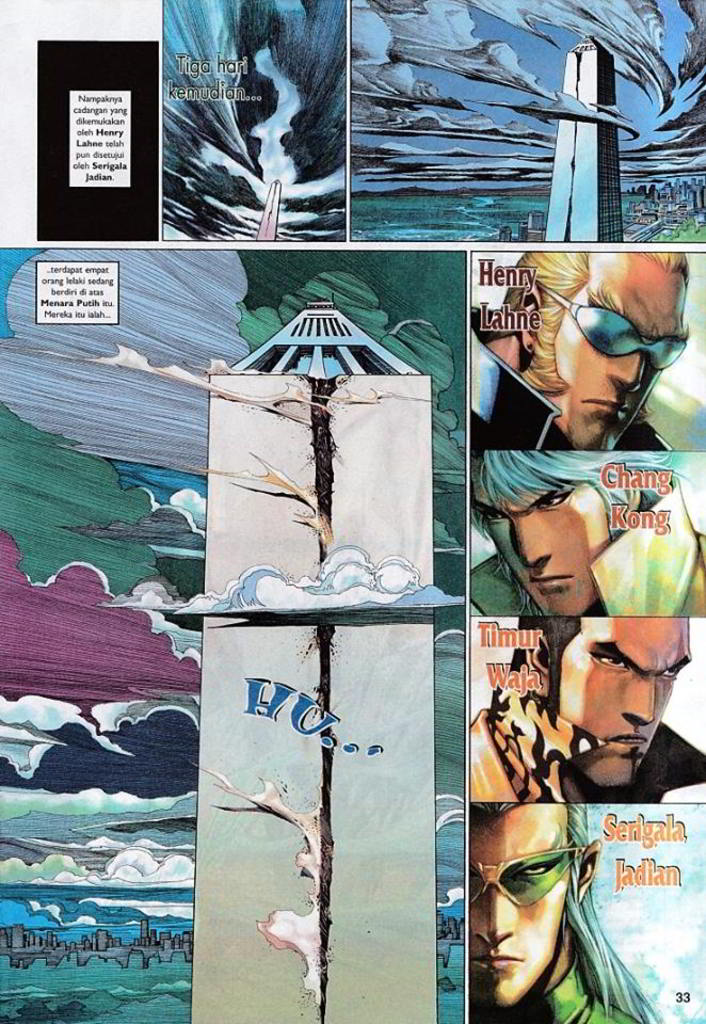 Nampaknya
cadangan yang
dikemukakan
oleh Henry
Lahne telah
pun disetujui
oleh Serigala
Jadian.
Tiga hari
kemudian...
..terdapat empat
orang lelaki sedang
berdiri di atas
Menara Putih itu.
Mereka itu ialah...
HU...
Henry
Lahne
Chang
Kong
Timur
Waja
Serigala
Jadian
33